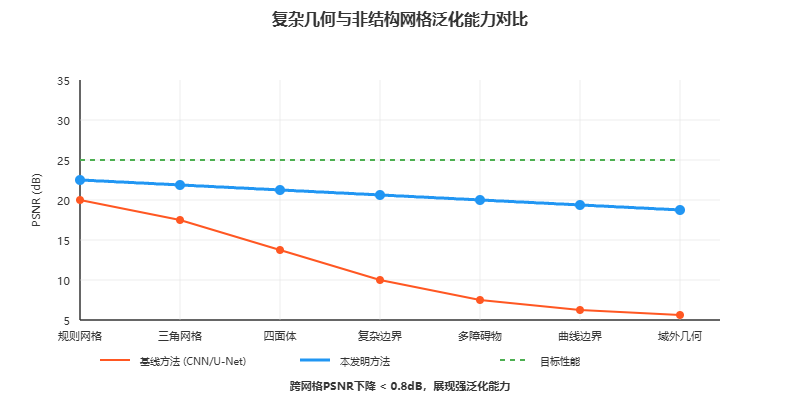 复杂几何与非结构网格泛化能力对比
35
30
25
20
15
10
5
PSNR (dB)
规则网格 三角网格 四面体 复杂边界 多障碍物 曲线边界 域外几何
基线方法 (CNN/U-Net) 本发明方法 目标性能
跨网格PSNR下降 < 0.8dB，展现强泛化能力